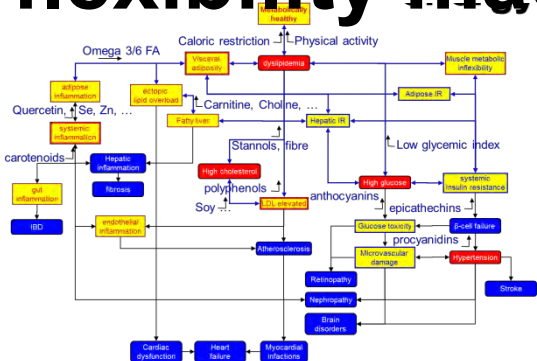 flexibility
Metabolically
healthy
Caloric restriction
Physical activity
Omega 3/6 FA
Visceral
adiposity
dyslipidemia
Muscle metabolic
inflexibility
adipose
inflammation
ectopic
lipid overload
Adipose IR
Quercetin, Se, Zn, …
Carnitine, Choline, …
Fatty liver
Hepatic IR
systemic
inflammation
Stannols, fibre
Low glycemic index
carotenoids
Hepatic
inflammation
High cholesterol
High glucose
systemic
insulin resistance
fibrosis
polyphenols
anthocyanins
gut
inflammation
Soy …
LDL elevated
epicathechins
IBD
endothelial
inflammation
Glucose toxicity
β-cell failure
procyanidins
Atherosclerosis
Microvascular
damage
Hypertension
Retinopathy
Stroke
Nephropathy
Brain
disorders
Cardiac
dysfunction
Heart
failure
Myocardial
infactions